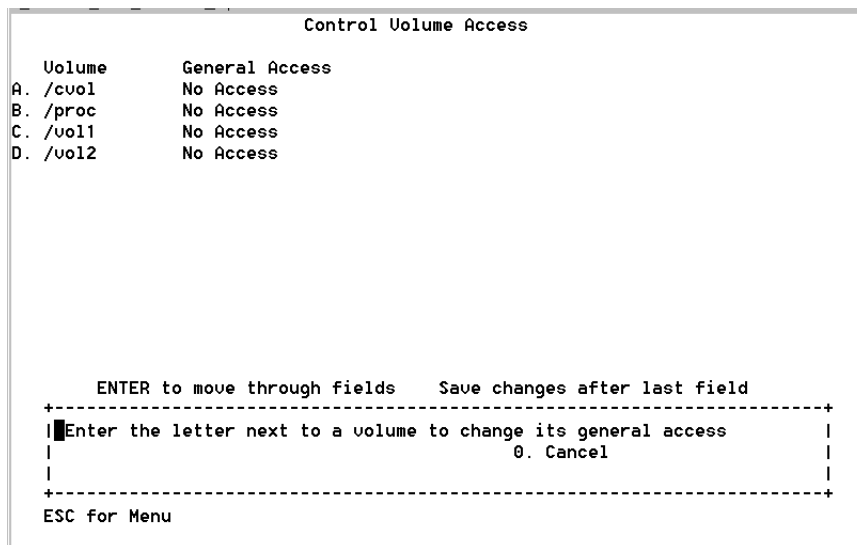 Control Volume Access
Volume General Access
A. /cvol No Access
B. /proc No Access
C. /vol1 No Access
D. /vol2 No Access
ENTER to move through fields Save changes after last field
Enter the letter next to a volume to change its general access
0. Cancel
ESC for Menu